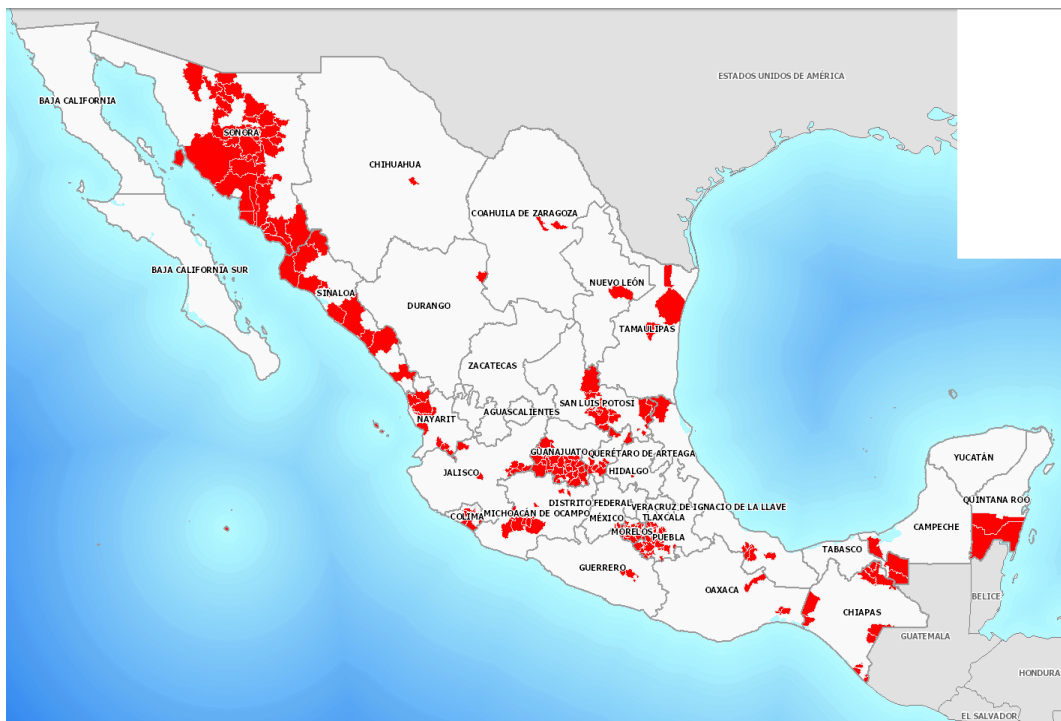 ESTADOS UNIDOS DE AMÉRICA
BAJA CALIFORNIA
SONORA
CHIHUAHUA
COAHUILA DE ZARAGOZA
BAJA CALIFORNIA SUR
NUEVO LEÓN
SINALOA
DURANGO
TAMAULIPAS
ZACATECAS
SAN LUIS POTOSI
AGUASCALIENTES
NAYARIT
GUANAJUATO
QUERÉTARO DE ARTEAGA
YUCATÁN
JALISCO
HIDALGO
QUINTANA ROO
DISTRITO FEDERAL
VERACRUZ DE IGNACIO DE LA LLAVE
COLIMA
MICHOACÁN DE OCAMPO
MÉXICO
TLAXCALA
CAMPECHE
MORELOS
PUEBLA
TABASCO
GUERRERO
OAXACA
BELICE
CHIAPAS
GUATEMALA
HONDURA
EL SALVADOR